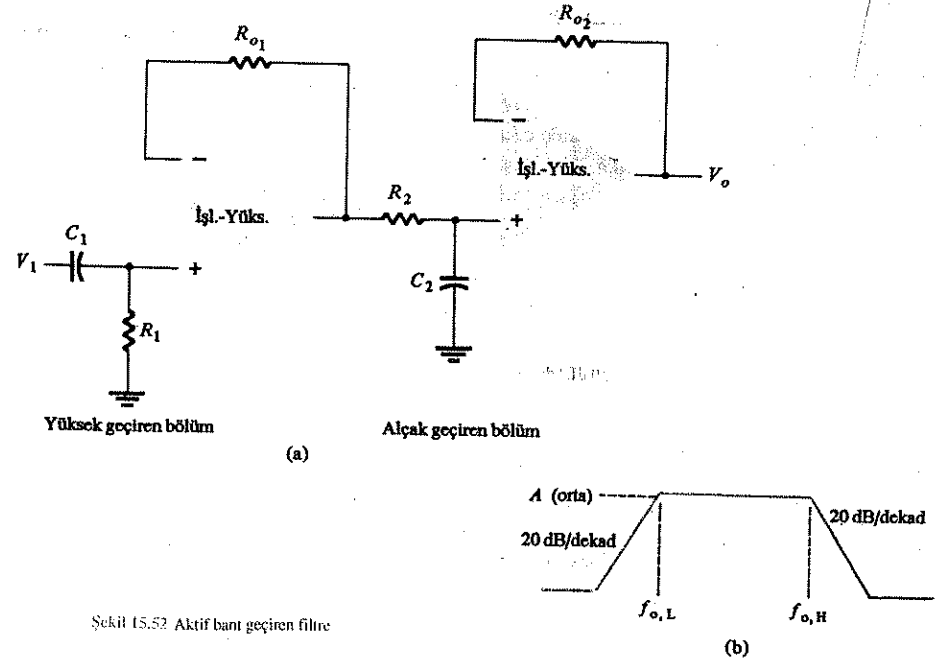 R_o1
R_o2
−
−
İşl.-Yüks.
V_o
R_2
İşl.-Yüks.
+
C_1
V_1
+
C_2
R_1
Yüksek geçiren bölüm
Alçak geçiren bölüm
(a)
A (orta)
20 dB/dekad
20 dB/dekad
f_o,L
f_o,H
Şekil 15.52 Aktif bant geçiren filtre
(b)